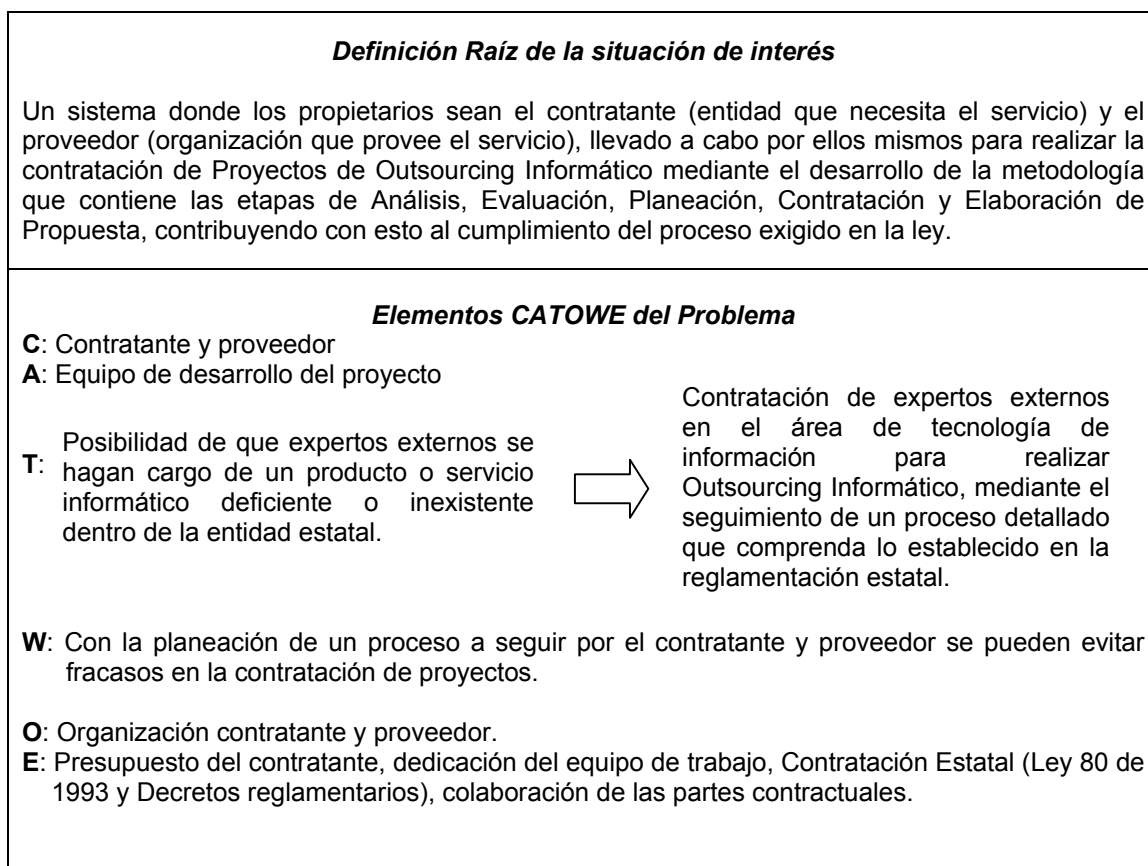 Definición Raíz de la situación de interés
Un sistema donde los propietarios sean el contratante (entidad que necesita el servicio) y el
proveedor (organización que provee el servicio), llevado a cabo por ellos mismos para realizar la
contratación de Proyectos de Outsourcing Informático mediante el desarrollo de la metodología
que contiene las etapas de Análisis, Evaluación, Planeación, Contratación y Elaboración de
Propuesta, contribuyendo con esto al cumplimiento del proceso exigido en la ley.
Elementos CATOWE del Problema
C: Contratante y proveedor
A: Equipo de desarrollo del proyecto
T: Posibilidad de que expertos externos se
hagan cargo de un producto o servicio
informático deficiente o inexistente
dentro de la entidad estatal.
Contratación de expertos externos
en el área de tecnología de
información para realizar
Outsourcing Informático, mediante el
seguimiento de un proceso detallado
que comprenda lo establecido en la
reglamentación estatal.
W: Con la planeación de un proceso a seguir por el contratante y proveedor se pueden evitar
fracasos en la contratación de proyectos.
O: Organización contratante y proveedor.
E: Presupuesto del contratante, dedicación del equipo de trabajo, Contratación Estatal (Ley 80 de
1993 y Decretos reglamentarios), colaboración de las partes contractuales.